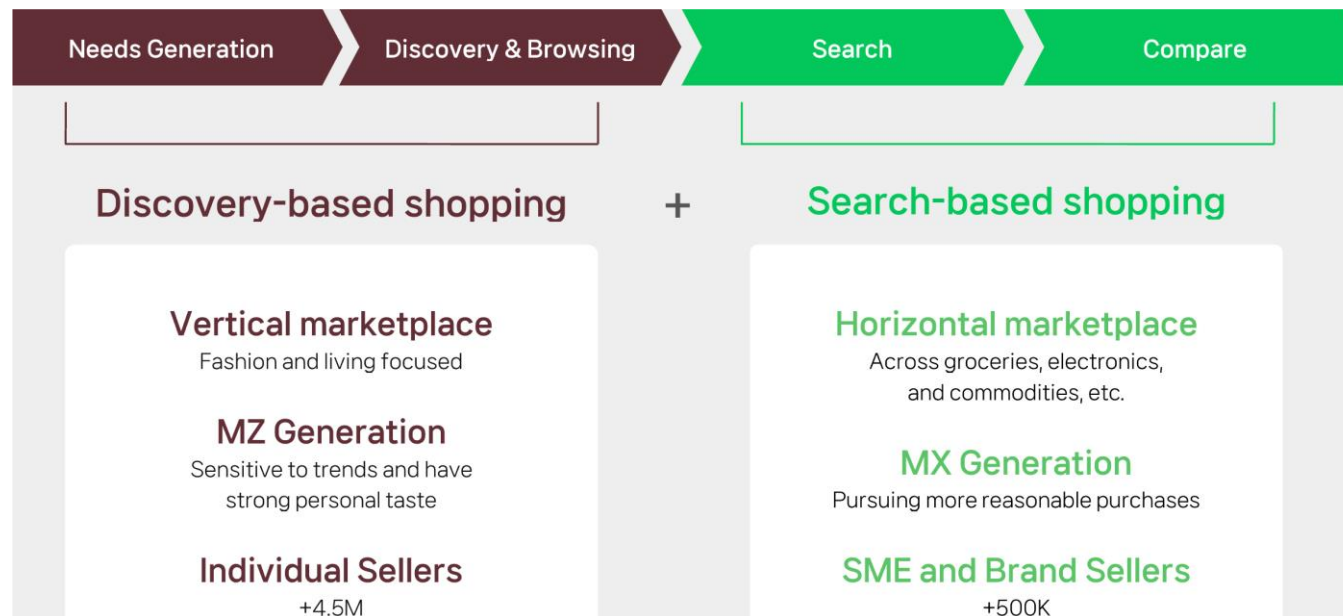 Needs Generation
Discovery & Browsing
Search
Compare
Discovery-based shopping
+
Search-based shopping
Vertical marketplace
Fashion and living focused
MZ Generation
Sensitive to trends and have
strong personal taste
Individual Sellers
+4.5M
Horizontal marketplace
Across groceries, electronics,
and commodities, etc.
MX Generation
Pursuing more reasonable purchases
SME and Brand Sellers
+500K